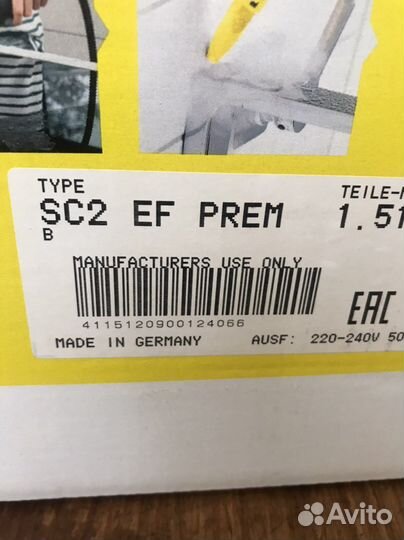 TYPE TEILE-
SC2 EF PREM 1.51
B
MANUFACTURERS USE ONLY
4115120900124066
EAC
MADE IN GERMANY AUSF: 220-240V 50
Avito